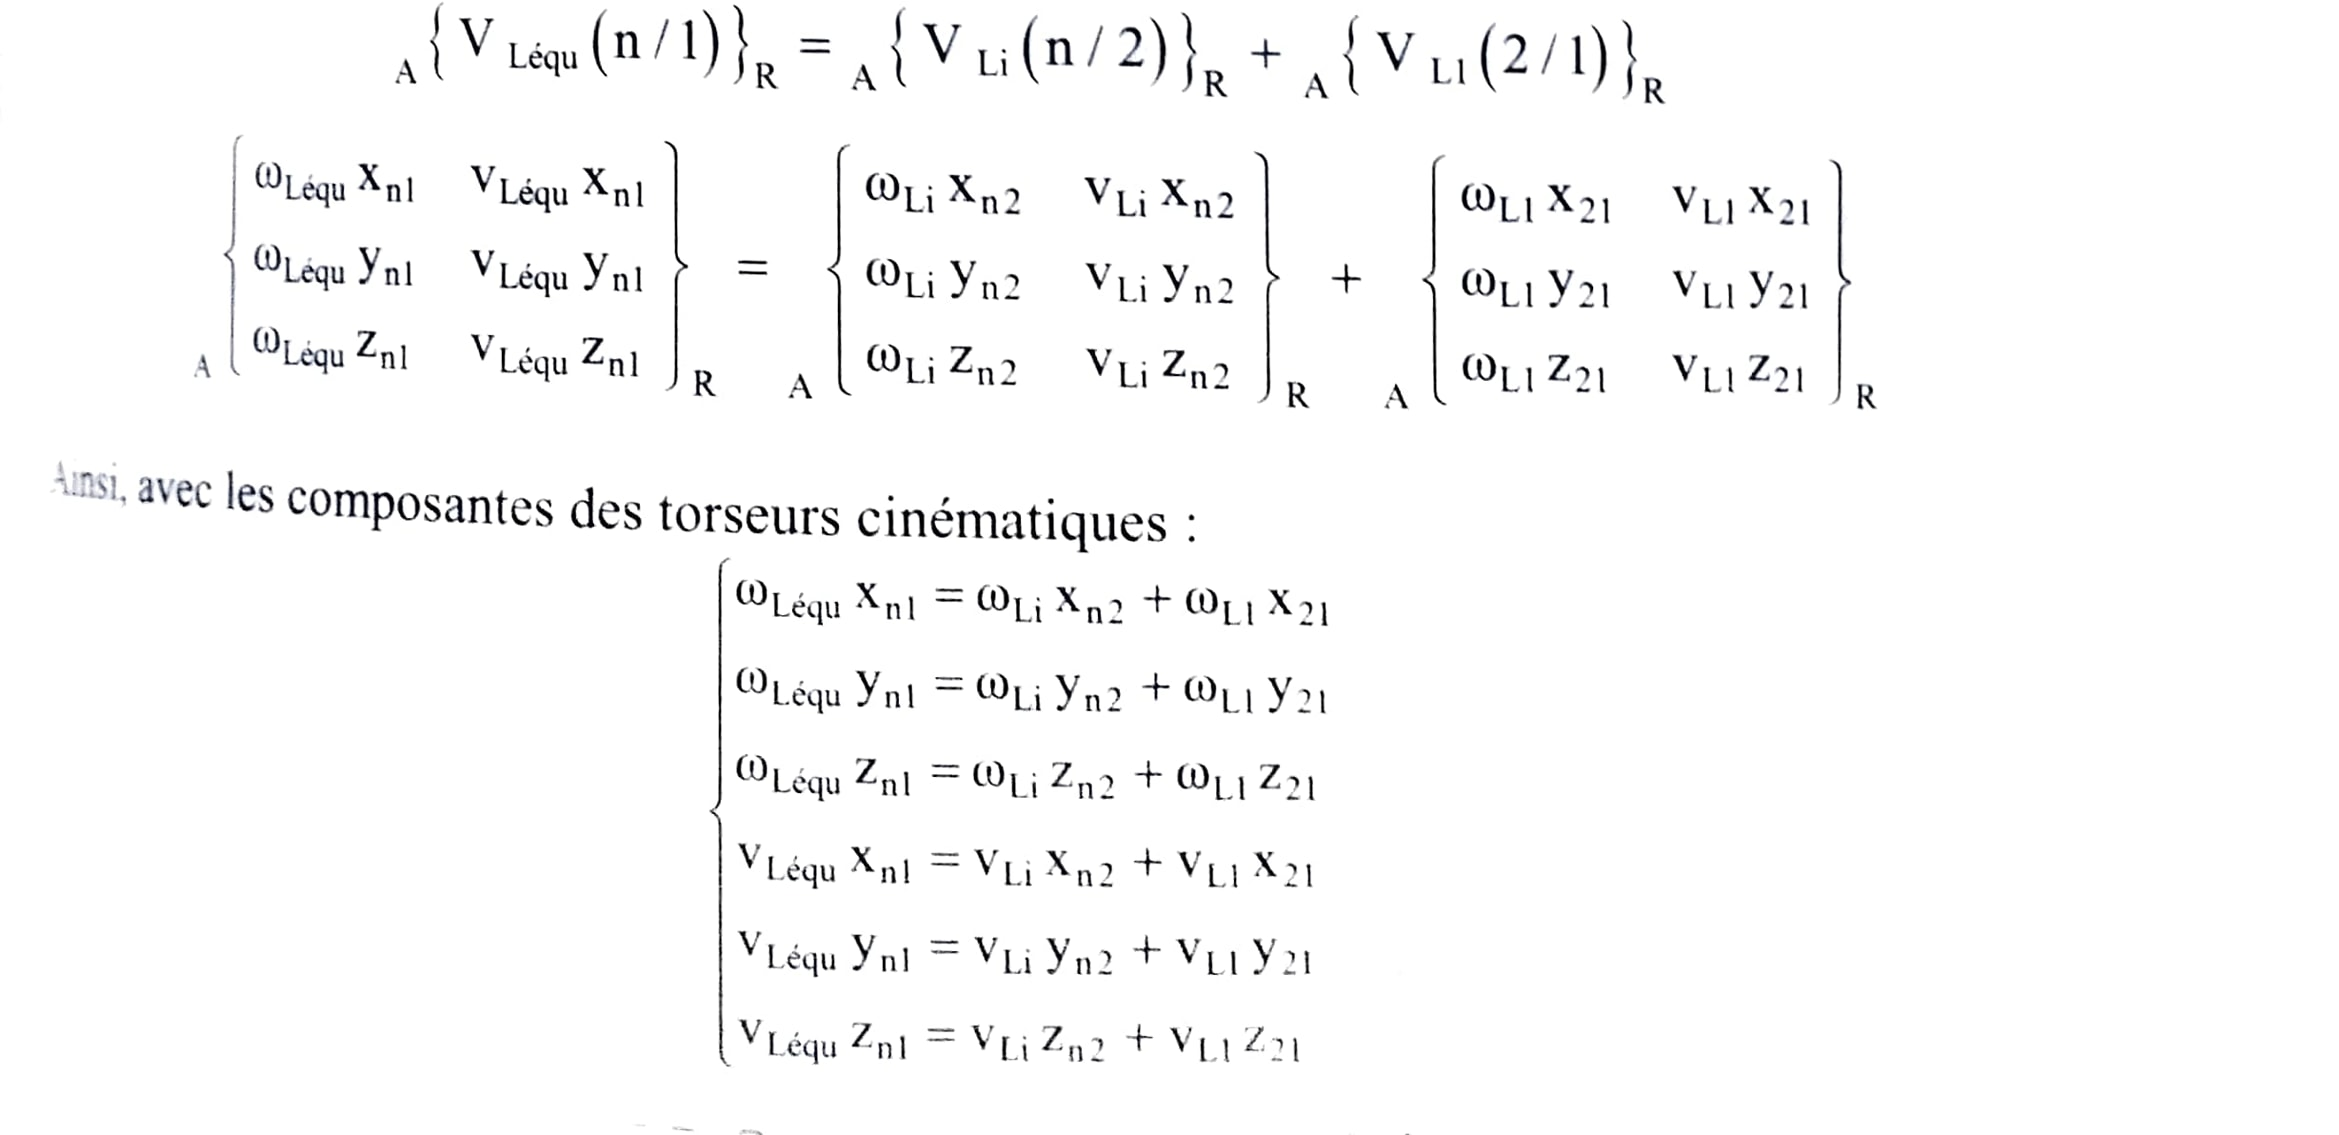 A{V Léqu (n/1)}R = A{V Li (n/2)}R + A{V L1 (2/1)}R
ωLéqu xn1 vLéqu xn1 ωLi xn2 vLi xn2 ωL1 x21 vL1 x21
ωLéqu yn1 vLéqu yn1 = ωLi yn2 vLi yn2 + ωL1 y21 vL1 y21
A ωLéqu zn1 vLéqu zn1 R A ωLi zn2 vLi zn2 R A ωL1 z21 vL1 z21 R
Ainsi, avec les composantes des torseurs cinématiques :
ωLéqu xn1 = ωLi xn2 + ωL1 x21
ωLéqu yn1 = ωLi yn2 + ωL1 y21
ωLéqu zn1 = ωLi zn2 + ωL1 z21
vLéqu xn1 = vLi xn2 + vL1 x21
vLéqu yn1 = vLi yn2 + vL1 y21
vLéqu zn1 = vLi zn2 + vL1 z21